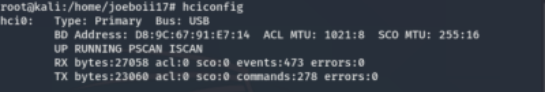 root@kali:/home/joeboii17# hciconfig
hci0: Type: Primary Bus: USB
BD Address: D8:9C:67:91:E7:14 ACL MTU: 1021:8 SCO MTU: 255:16
UP RUNNING PSCAN ISCAN
RX bytes:27058 acl:0 sco:0 events:473 errors:0
TX bytes:23060 acl:0 sco:0 commands:278 errors:0